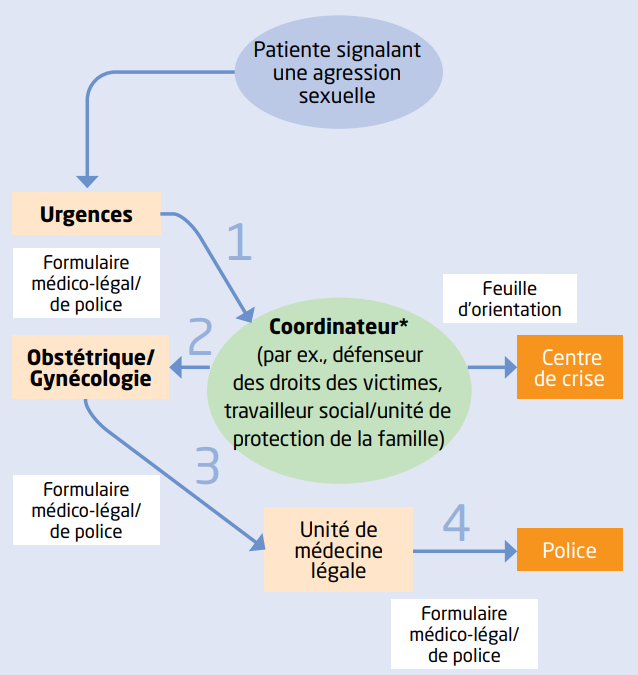 Patiente signalant
une agression
sexuelle
Urgences
1
Formulaire
médico-légal/
de police
Feuille
d'orientation
Coordinateur*
(par ex., défenseur
des droits des victimes,
travailleur social/unité de
protection de la famille)
2
Obstétrique/
Gynécologie
Centre
de crise
3
Formulaire
médico-légal/
de police
Unité de
médecine
légale
4
Police
Formulaire
médico-légal/
de police